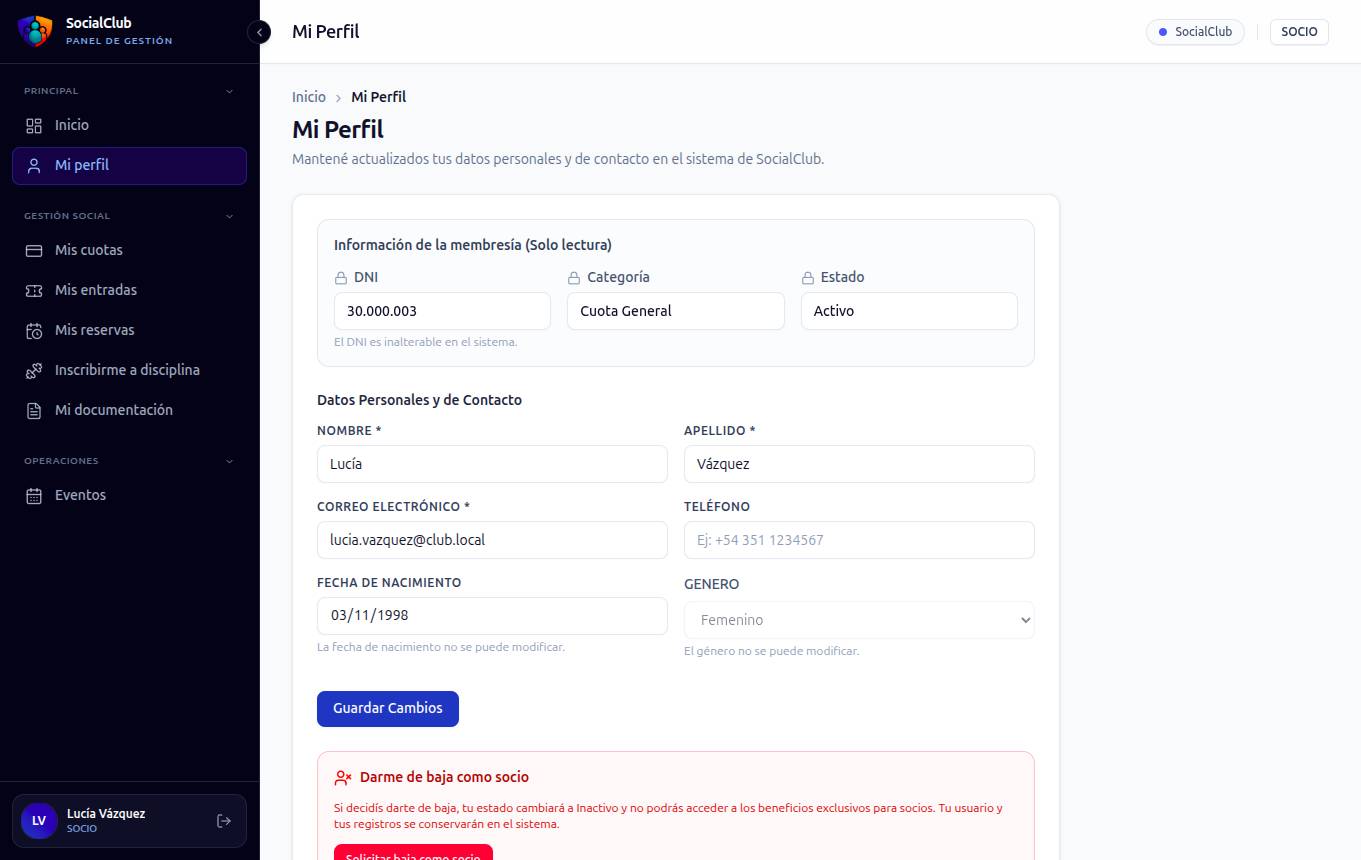 SocialClub
PANEL DE GESTIÓN
Mi Perfil
SocialClub
SOCIO
PRINCIPAL
Inicio
Mi perfil
GESTIÓN SOCIAL
Mis cuotas
Mis entradas
Mis reservas
Inscribirme a disciplina
Mi documentación
OPERACIONES
Eventos
LV
Lucía Vázquez
SOCIO
Inicio › Mi Perfil
Mi Perfil
Mantené actualizados tus datos personales y de contacto en el sistema de SocialClub.
Información de la membresía (Solo lectura)
DNI
Categoría
Estado
30.000.003
Cuota General
Activo
El DNI es inalterable en el sistema.
Datos Personales y de Contacto
NOMBRE *
APELLIDO *
Lucía
Vázquez
CORREO ELECTRÓNICO *
TELÉFONO
lucia.vazquez@club.local
Ej: +54 351 1234567
FECHA DE NACIMIENTO
GENERO
03/11/1998
Femenino
La fecha de nacimiento no se puede modificar.
El género no se puede modificar.
Guardar Cambios
Darme de baja como socio
Si decidís darte de baja, tu estado cambiará a Inactivo y no podrás acceder a los beneficios exclusivos para socios. Tu usuario y
tus registros se conservarán en el sistema.
Solicitar baja como socio